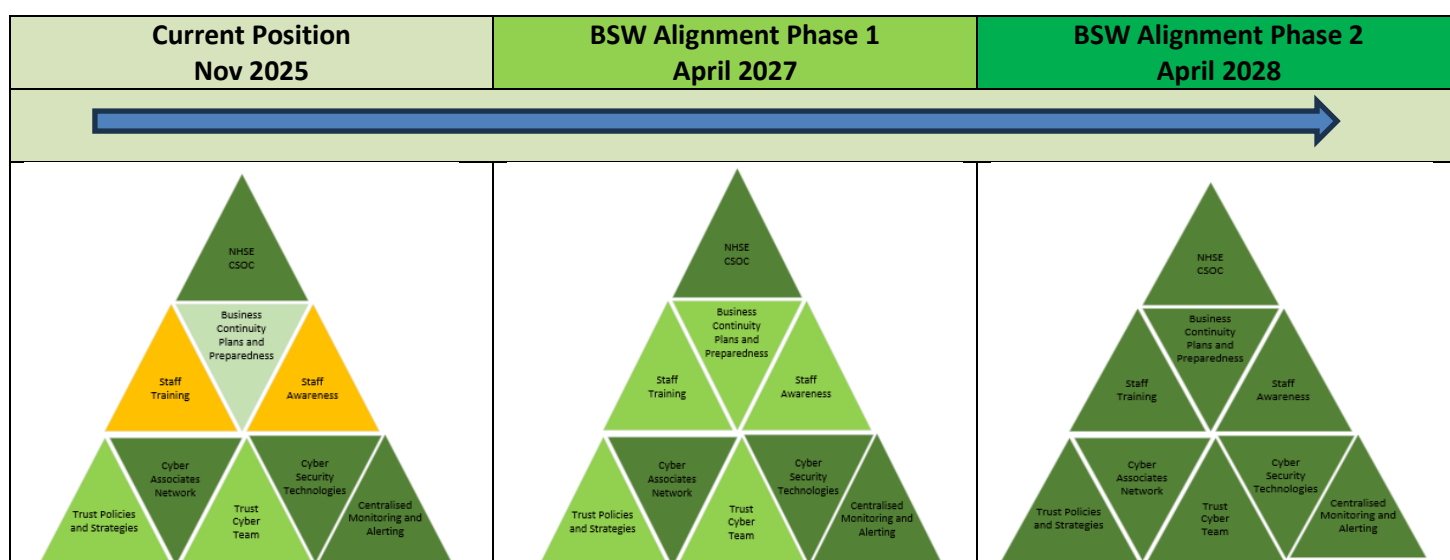 Current Position
Nov 2025
BSW Alignment Phase 1
April 2027
BSW Alignment Phase 2
April 2028
NHSE
CSOC
Business
Continuity
Plans and
Preparedness
Staff
Training
Staff
Awareness
Trust Policies
and Strategies
Cyber
Associates
Network
Trust
Cyber
Team
Cyber
Security
Technologies
Centralised
Monitoring and
Alerting
NHSE
CSOC
Business
Continuity
Plans and
Preparedness
Staff
Training
Staff
Awareness
Trust Policies
and Strategies
Cyber
Associates
Network
Trust
Cyber
Team
Cyber
Security
Technologies
Centralised
Monitoring and
Alerting
NHSE
CSOC
Business
Continuity
Plans and
Preparedness
Staff
Training
Staff
Awareness
Trust Policies
and Strategies
Cyber
Associates
Network
Trust
Cyber
Team
Cyber
Security
Technologies
Centralised
Monitoring and
Alerting